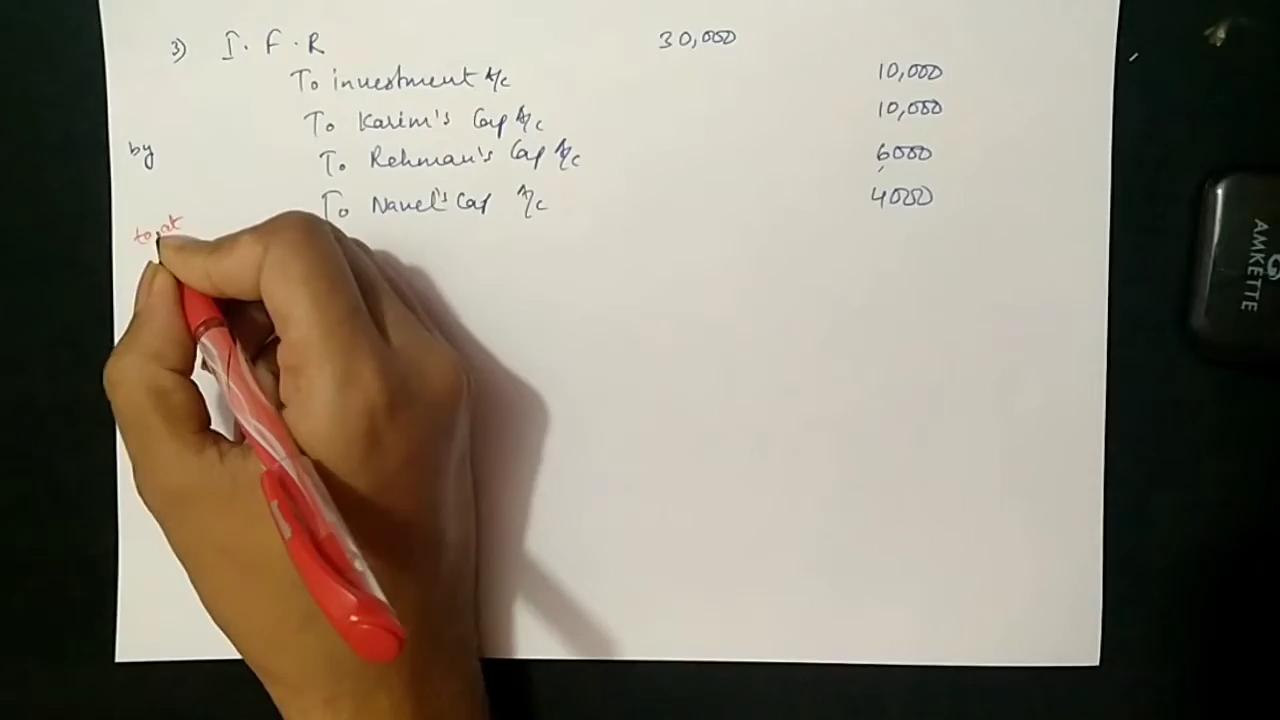 3) I.F.R 30,000
To investment A/c 10,000
To Karim's Cap A/c 10,000
by To Rehman's Cap A/c 6000
To Navel's Cap A/c 4000
AMKETTE